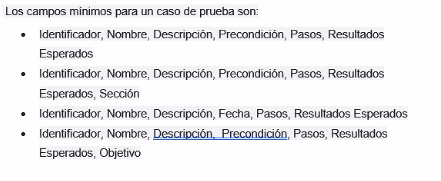 Los campos mínimos para un caso de prueba son:
• Identificador, Nombre, Descripción, Precondición, Pasos, Resultados
Esperados
• Identificador, Nombre, Descripción, Precondición, Pasos, Resultados
Esperados, Sección
• Identificador, Nombre, Descripción, Fecha, Pasos, Resultados Esperados
• Identificador, Nombre, Descripción, Precondición, Pasos, Resultados
Esperados, Objetivo